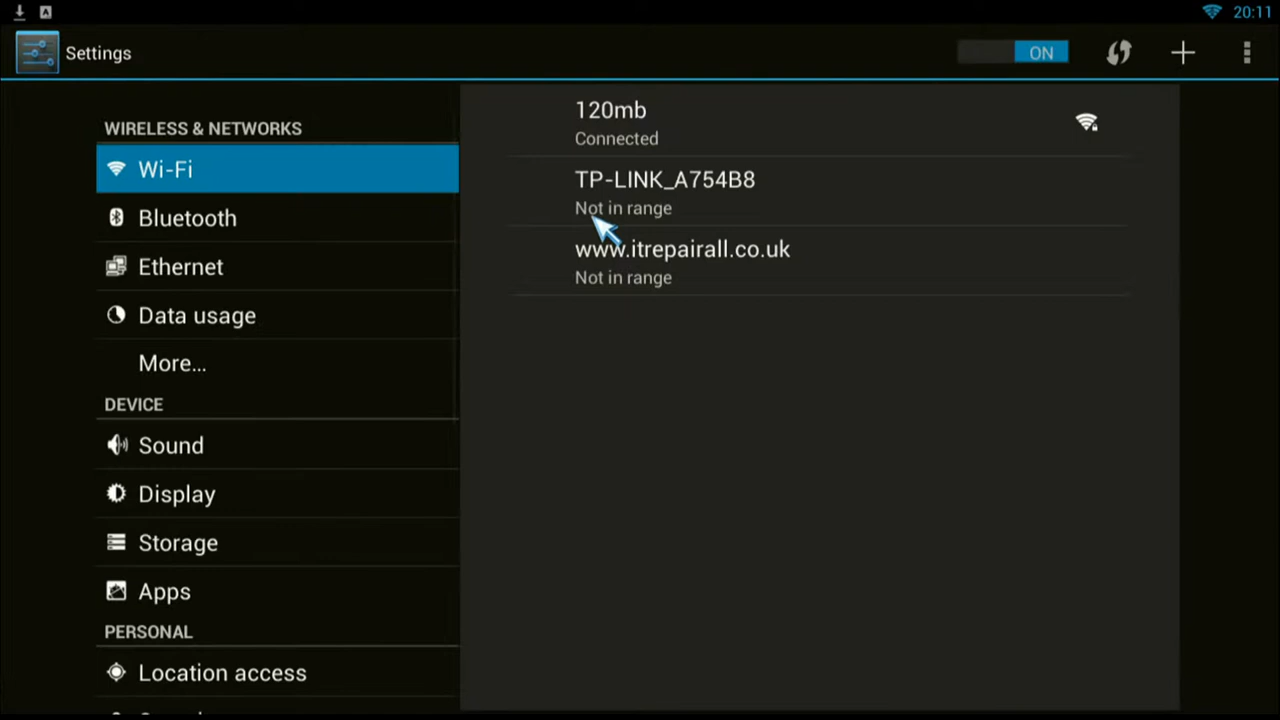 20:11
Settings
ON
WIRELESS & NETWORKS
Wi-Fi
Bluetooth
Ethernet
Data usage
More...
DEVICE
Sound
Display
Storage
Apps
PERSONAL
Location access
120mb
Connected
TP-LINK_A754B8
Not in range
www.itrepairall.co.uk
Not in range